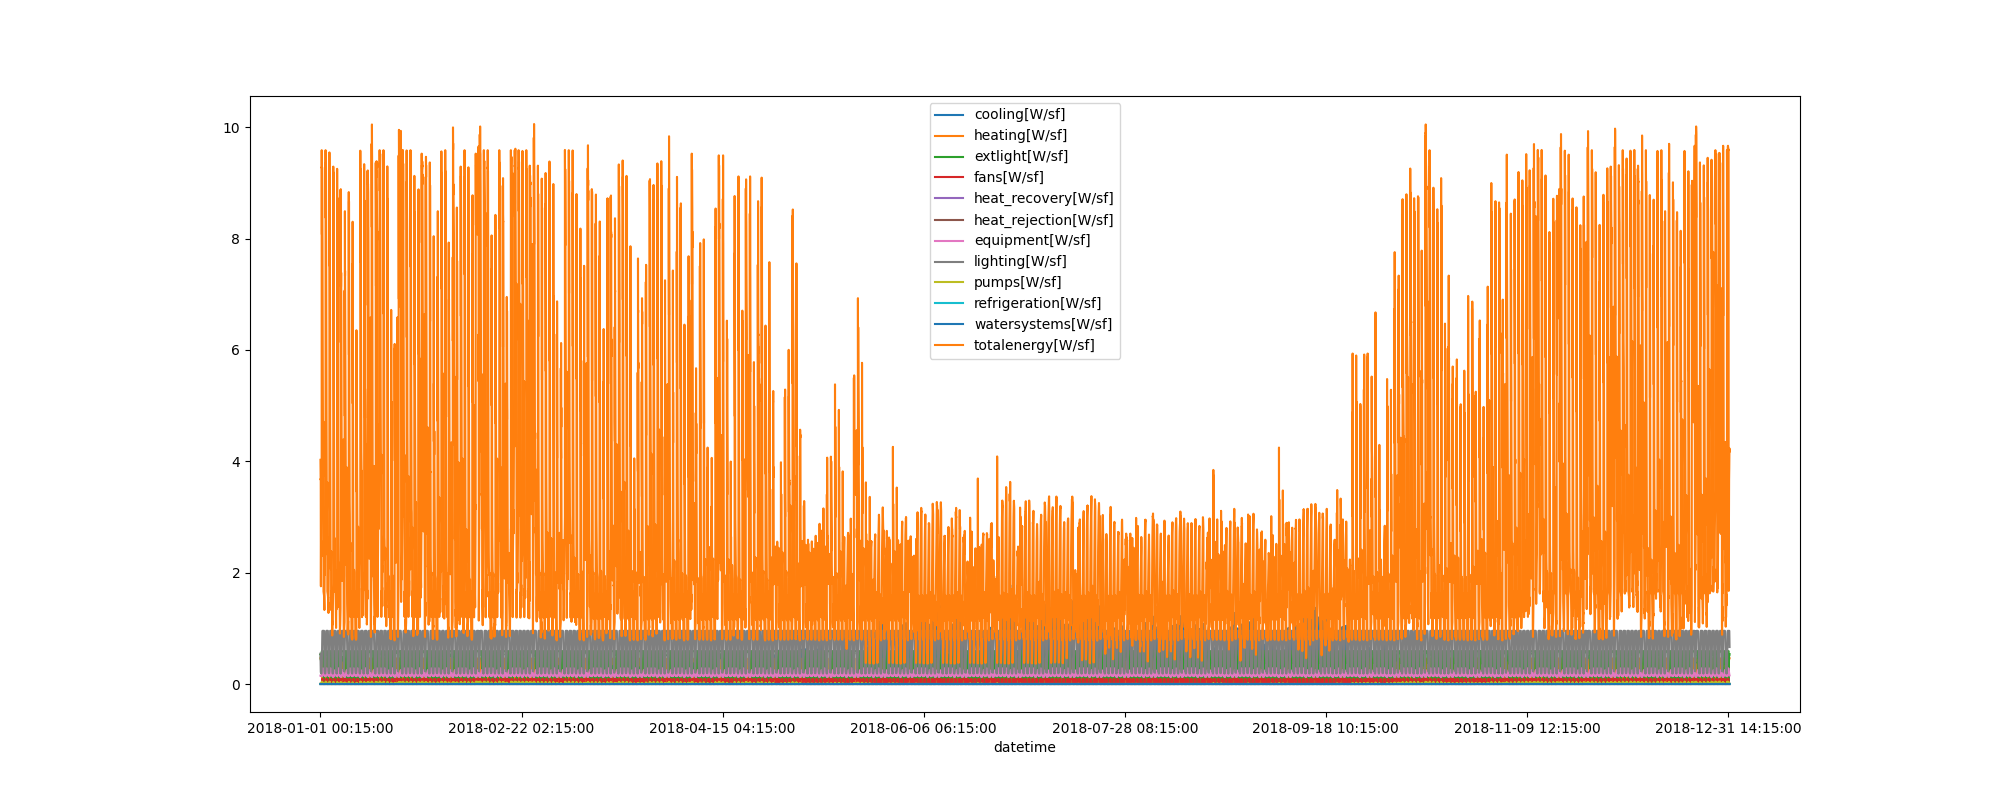 10
8
6
4
2
0
cooling[W/sf]
heating[W/sf]
extlight[W/sf]
fans[W/sf]
heat_recovery[W/sf]
heat_rejection[W/sf]
equipment[W/sf]
lighting[W/sf]
pumps[W/sf]
refrigeration[W/sf]
watersystems[W/sf]
totalenergy[W/sf]
2018-01-01 00:15:00 2018-02-22 02:15:00 2018-04-15 04:15:00 2018-06-06 06:15:00 2018-07-28 08:15:00 2018-09-18 10:15:00 2018-11-09 12:15:00 2018-12-31 14:15:00
datetime